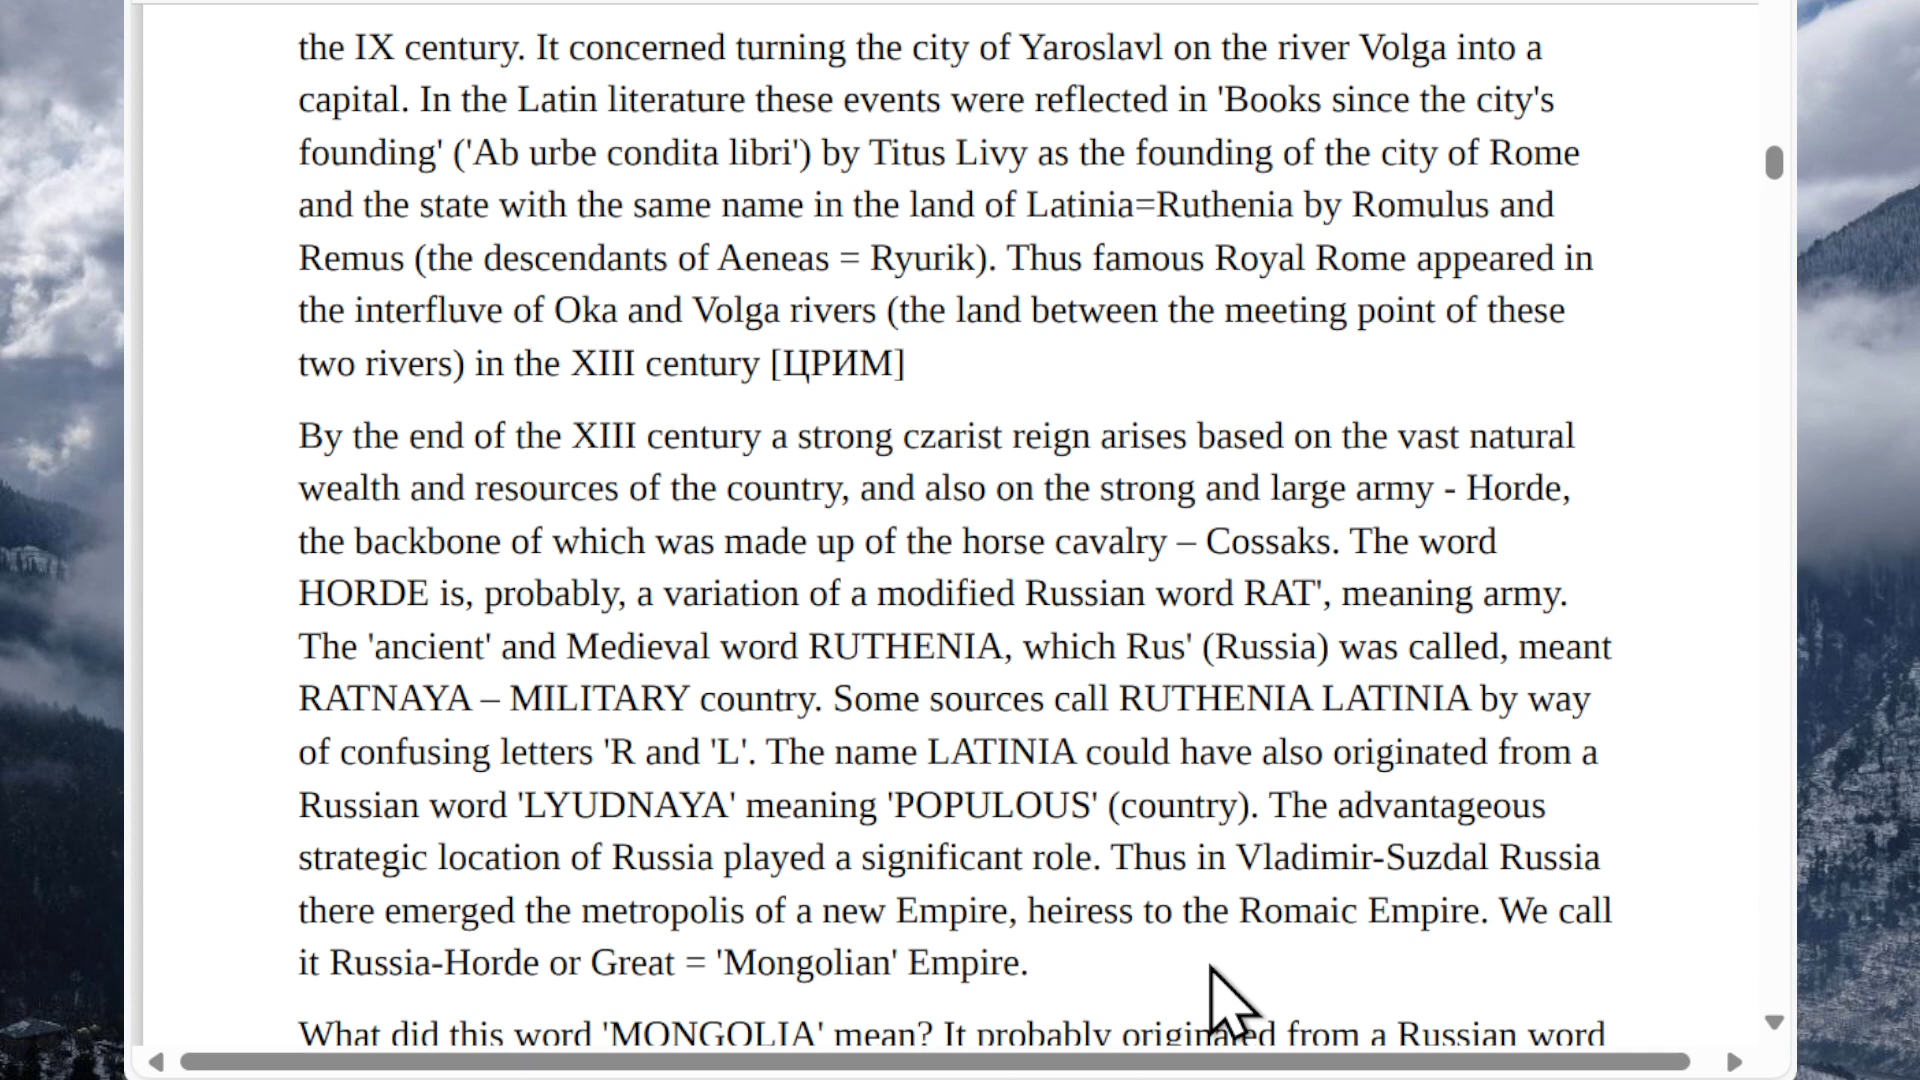 the IX century. It concerned turning the city of Yaroslavl on the river Volga into a
capital. In the Latin literature these events were reflected in 'Books since the city's
founding' ('Ab urbe condita libri') by Titus Livy as the founding of the city of Rome
and the state with the same name in the land of Latinia=Ruthenia by Romulus and
Remus (the descendants of Aeneas = Ryurik). Thus famous Royal Rome appeared in
the interfluve of Oka and Volga rivers (the land between the meeting point of these
two rivers) in the XIII century [ЦРИМ]
By the end of the XIII century a strong czarist reign arises based on the vast natural
wealth and resources of the country, and also on the strong and large army - Horde,
the backbone of which was made up of the horse cavalry – Cossaks. The word
HORDE is, probably, a variation of a modified Russian word RAT', meaning army.
The 'ancient' and Medieval word RUTHENIA, which Rus' (Russia) was called, meant
RATNAYA – MILITARY country. Some sources call RUTHENIA LATINIA by way
of confusing letters 'R and 'L'. The name LATINIA could have also originated from a
Russian word 'LYUDNAYA' meaning 'POPULOUS' (country). The advantageous
strategic location of Russia played a significant role. Thus in Vladimir-Suzdal Russia
there emerged the metropolis of a new Empire, heiress to the Romaic Empire. We call
it Russia-Horde or Great = 'Mongolian' Empire.
What did this word 'MONGOLIA' mean? It probably originated from a Russian word